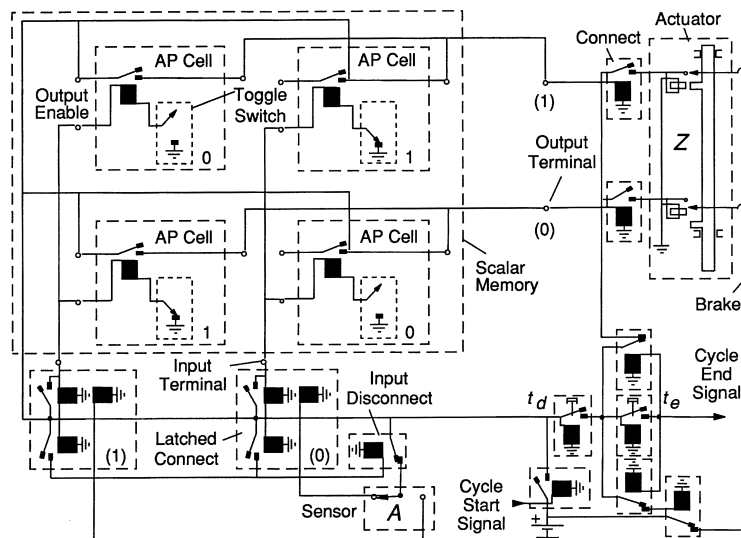 Actuator
Connect
AP Cell
AP Cell
Output
Enable
Toggle
Switch
0
1
(1)
Z
Output
Terminal
(0)
AP Cell
AP Cell
Scalar
Memory
1
0
Brake
Input
Terminal
Input
Disconnect
Cycle
End
Signal
t d
t e
(1)
Latched
Connect
(0)
Cycle
Start
Signal
+
Sensor
A